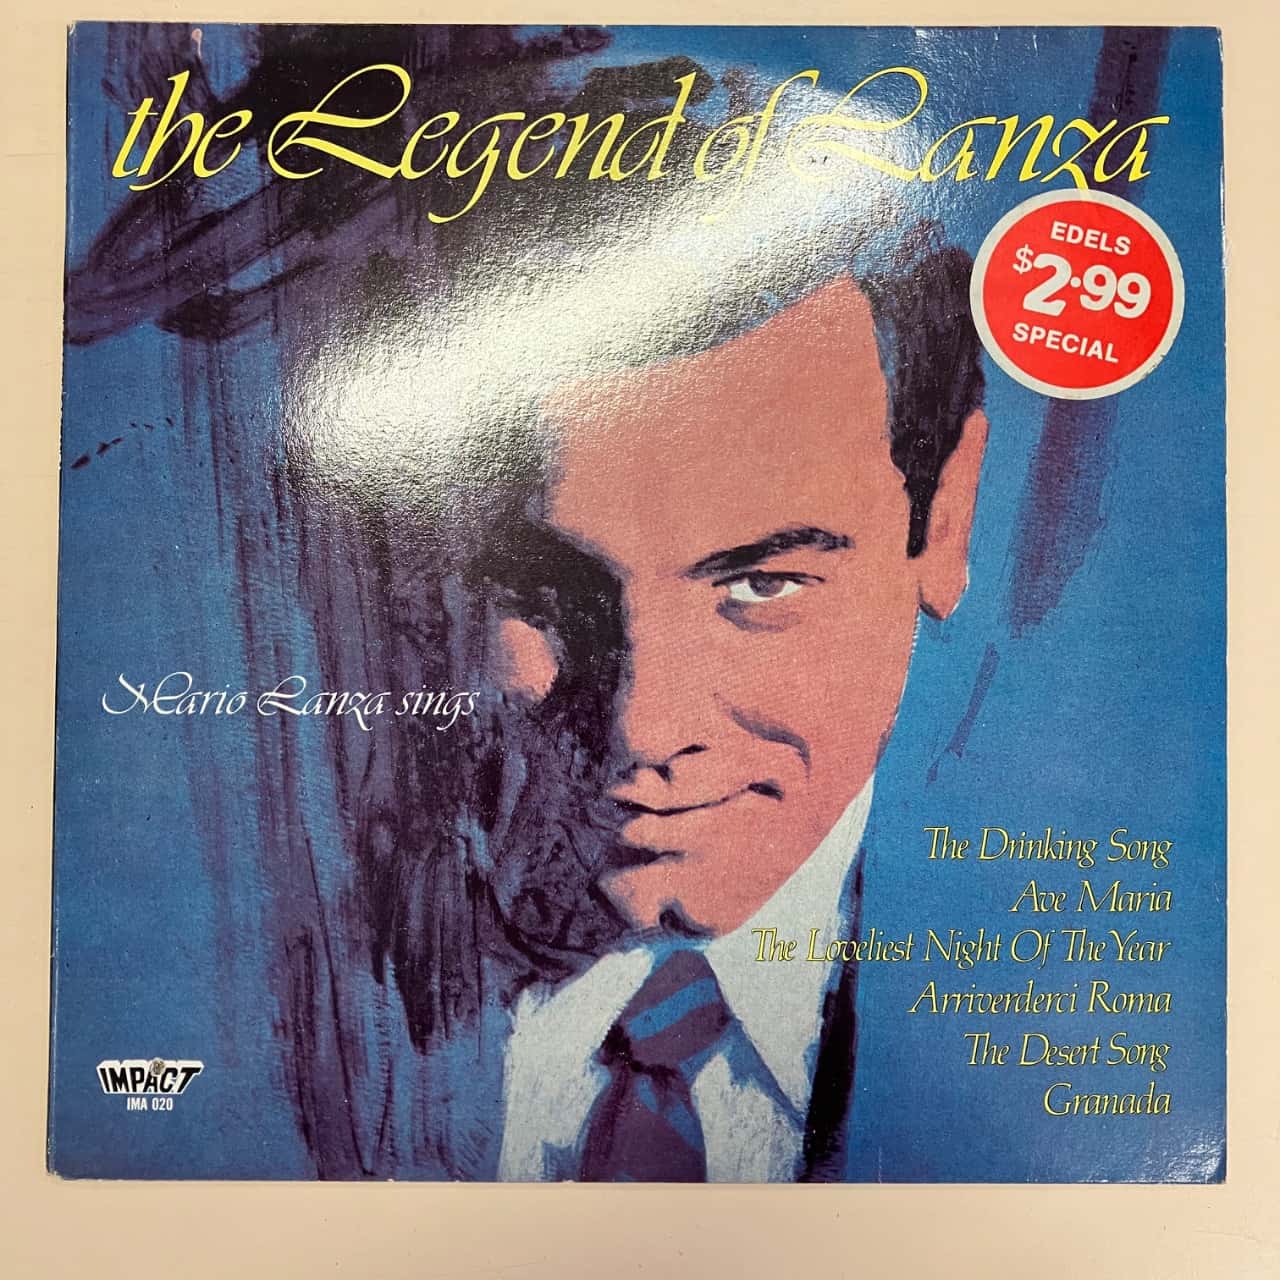 the Legend of Lanza
EDELS
$2.99
SPECIAL
Mario Lanza sings
The Drinking Song
Ave Maria
The Loveliest Night Of The Year
Arriverderci Roma
The Desert Song
Granada
IMPACT
IMA 020